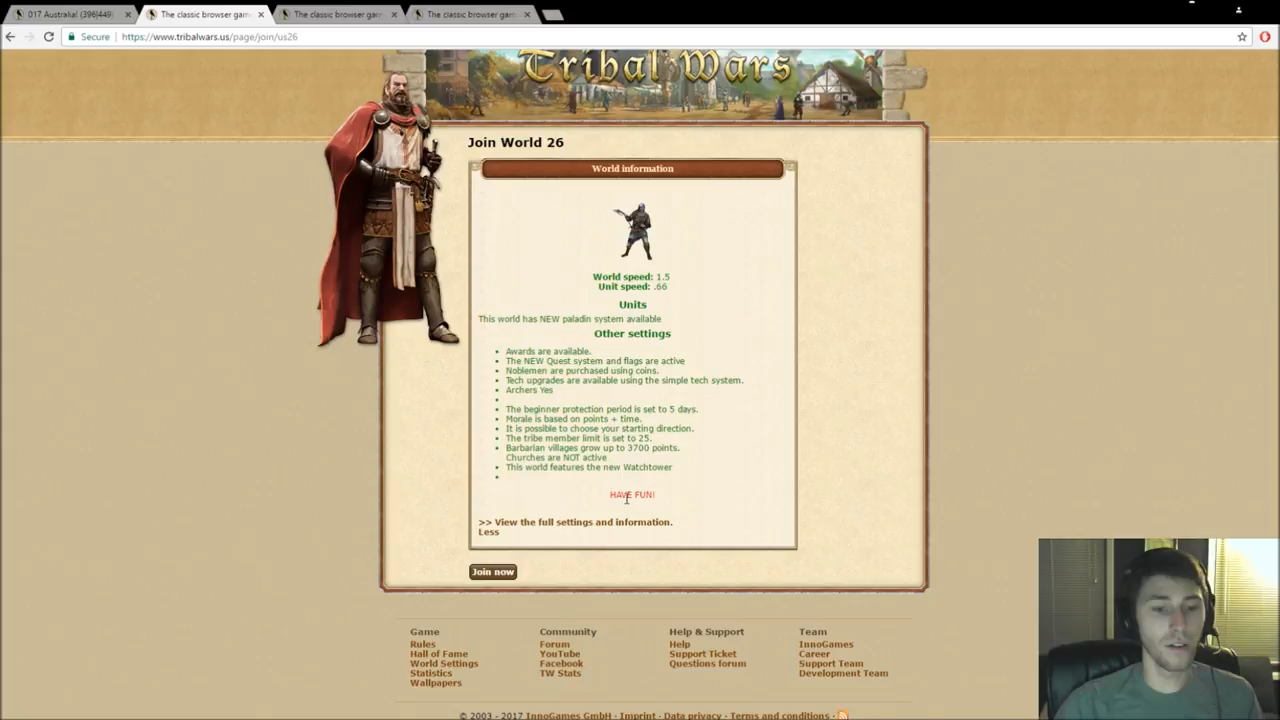 017 Australia! (396|449)
The classic browser gam
The classic browser gam
The classic browser gam
Secure
https://www.tribalwars.us/page/join/us26
Tribal Wars
Join World 26
World information
World speed: 1.5
Unit speed: .66
Units
This world has NEW paladin system available
Other settings
Awards are available.
The NEW Quest system and flags are active
Noblemen are purchased using coins.
Tech upgrades are available using the simple tech system.
Archers Yes
The beginner protection period is set to 5 days.
Morale is based on points + time.
It is possible to choose your starting direction.
The tribe member limit is set to 25.
Barbarian villages grow up to 3700 points.
Churches are NOT active
This world features the new Watchtower
HAVE FUN!
>> View the full settings and information.
Less
Join now
Game
Rules
Hall of Fame
World Settings
Statistics
Wallpapers
Community
Forum
YouTube
Facebook
TW Stats
Help & Support
Help
Support Ticket
Questions forum
Team
InnoGames
Career
Support Team
Development Team
© 2003 - 2017 InnoGames GmbH · Imprint · Data privacy · Terms and conditions ·